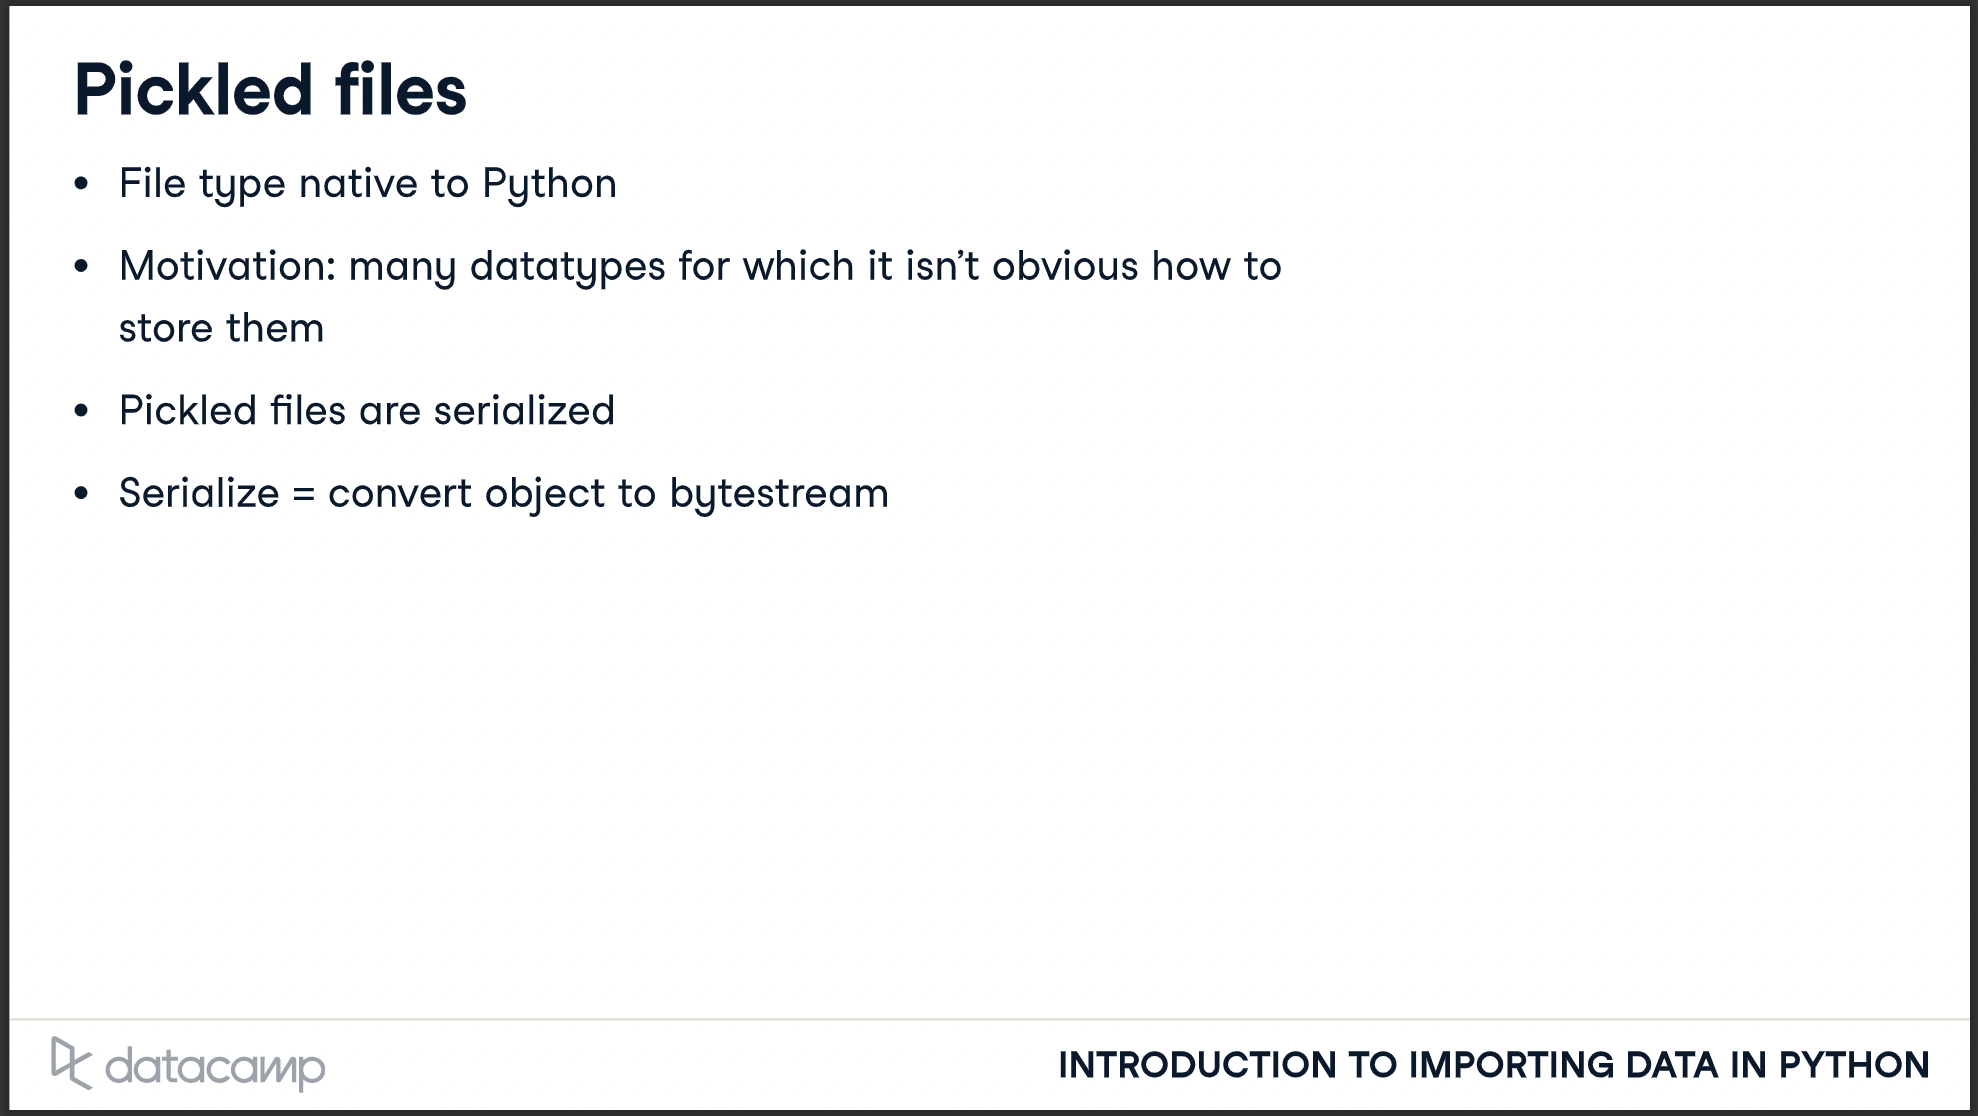 Pickled files
• File type native to Python
• Motivation: many datatypes for which it isn’t obvious how to
store them
• Pickled files are serialized
• Serialize = convert object to bytestream
datacamp
INTRODUCTION TO IMPORTING DATA IN PYTHON